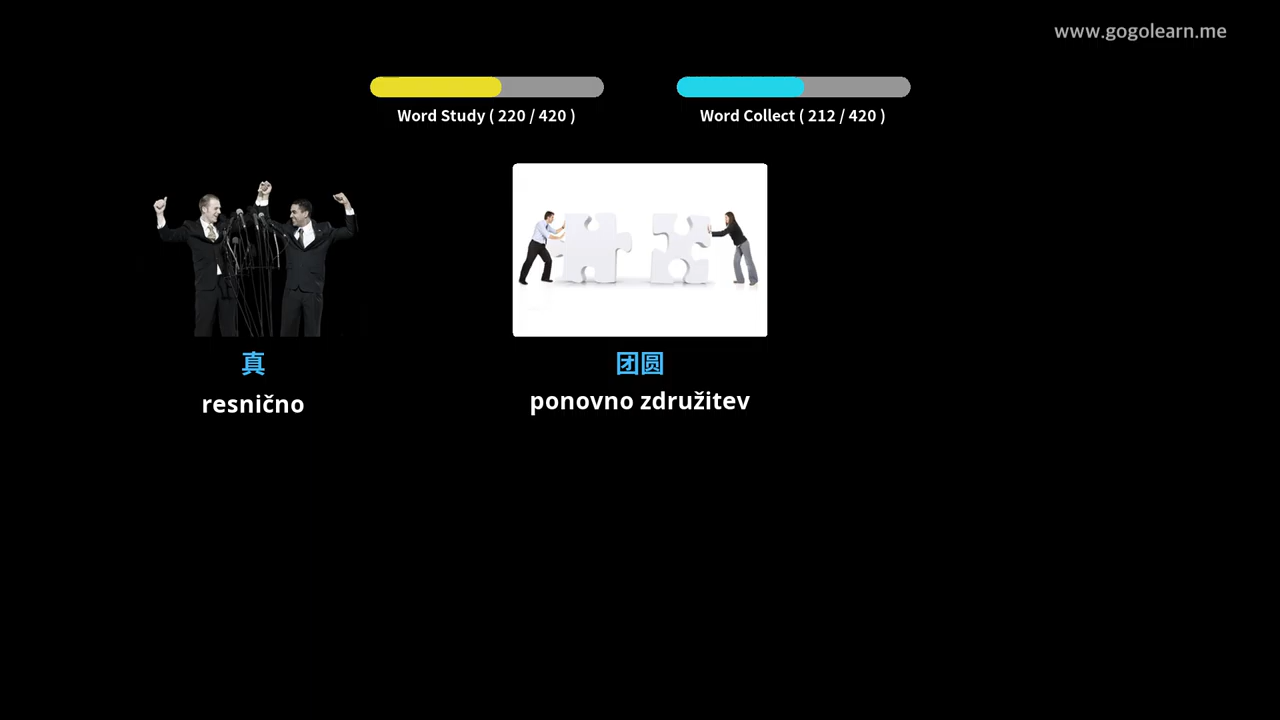 www.gogolearn.me
Word Study ( 220 / 420 )
Word Collect ( 212 / 420 )
真
resnično
团圆
ponovno združitev